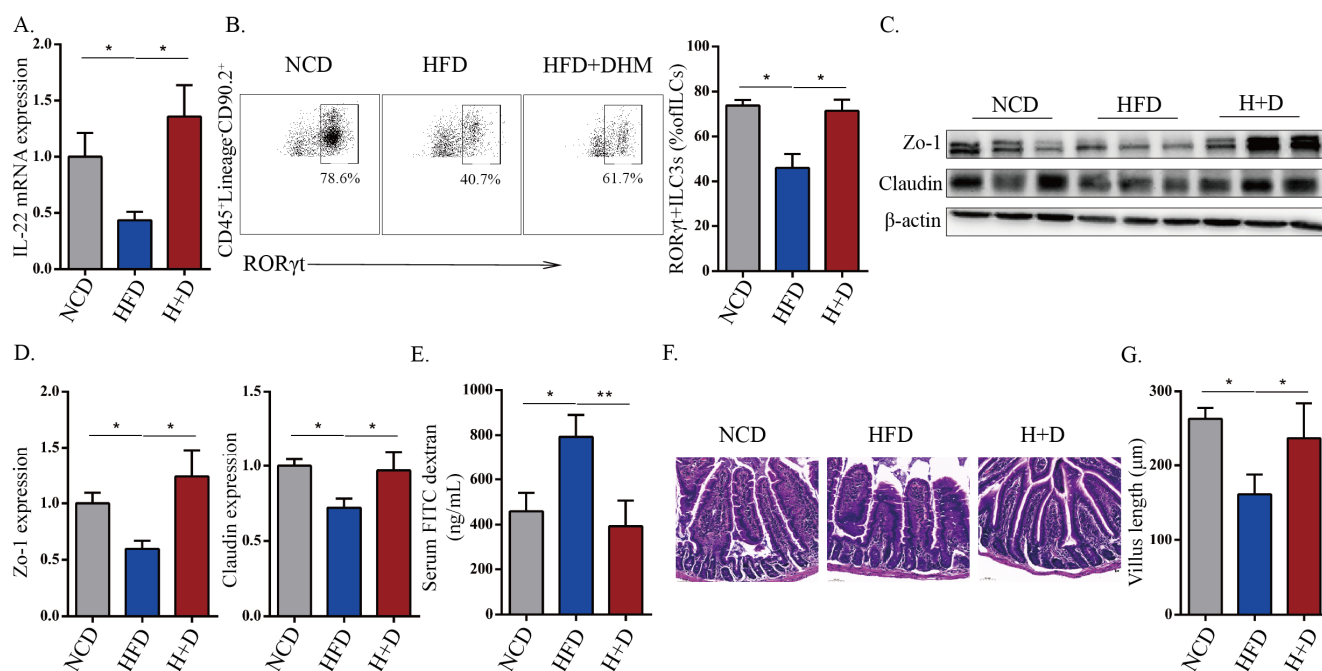 A.
IL-22 mRNA expression
2.0
1.5
1.0
0.5
0.0
* *
NCD
HFD
H+D
B.
CD45⁺Lineage⁻CD90.2⁺
NCD HFD HFD+DHM
78.6% 40.7% 61.7%
RORγt
RORγt+ILC3s (%ofILCs)
100
80
60
40
20
0
* *
NCD
HFD
H+D
C.
NCD HFD H+D
Zo-1
Claudin
β-actin
D.
Zo-1 expression
2.0
1.5
1.0
0.5
0.0
* *
NCD
HFD
H+D
Claudin expression
1.5
1.0
0.5
0.0
* *
NCD
HFD
H+D
E.
Serum FITC dextran
(ng/mL)
1000
800
600
400
200
0
* **
NCD
HFD
H+D
F.
NCD HFD H+D
G.
Villus length (μm)
300
200
0
* *
NCD
HFD
H+D